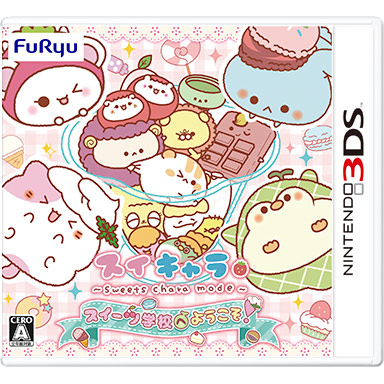 FuRyu
NINTENDO 3DS
スイキャラ。
～sweets chara mode～
スイーツ学校へようこそ!
CERO
A